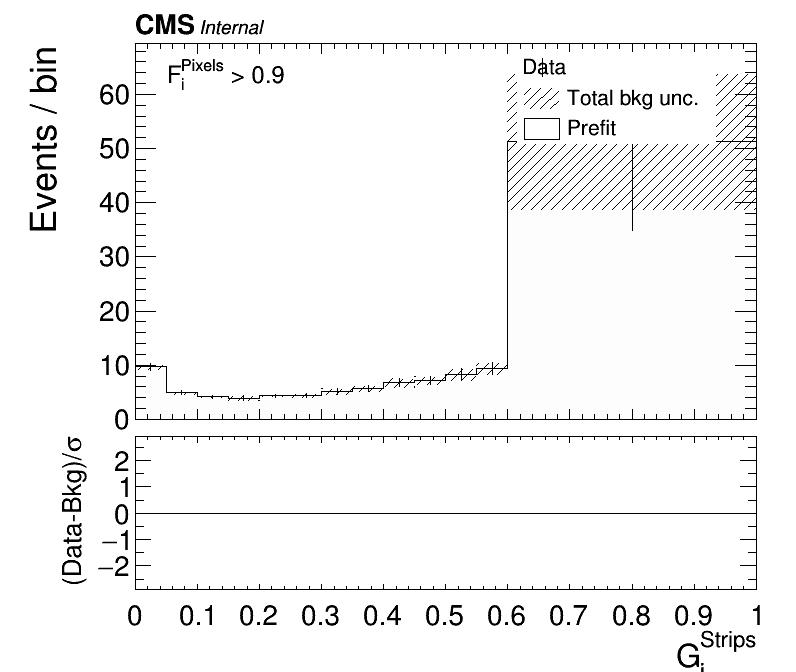 CMS Internal
F_i^Pixels > 0.9
Data
Total bkg unc.
Prefit
Events / bin
60
50
40
30
20
10
0
(Data-Bkg)/σ
2
1
0
−1
−2
0 0.1 0.2 0.3 0.4 0.5 0.6 0.7 0.8 0.9 1
G_i^Strips